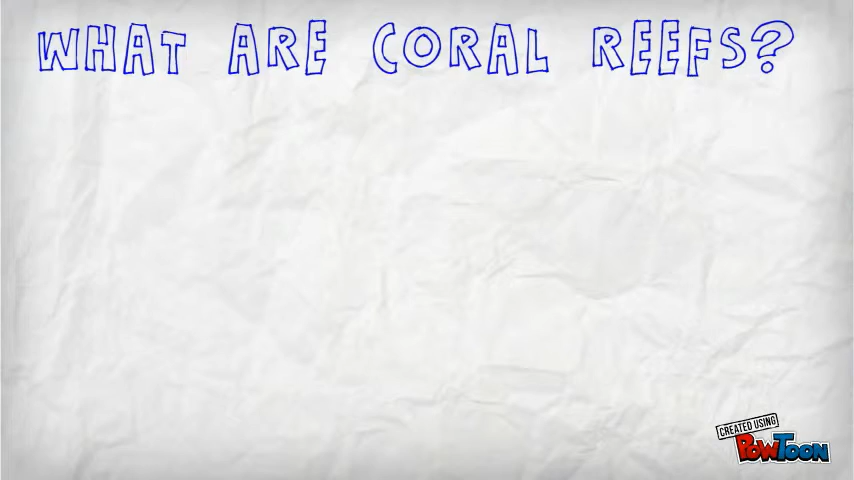 WHAT ARE CORAL REEFS?
CREATED USING
POWTOON